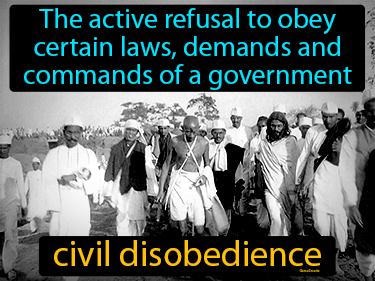 The active refusal to obey
certain laws, demands and
commands of a government
civil disobedience